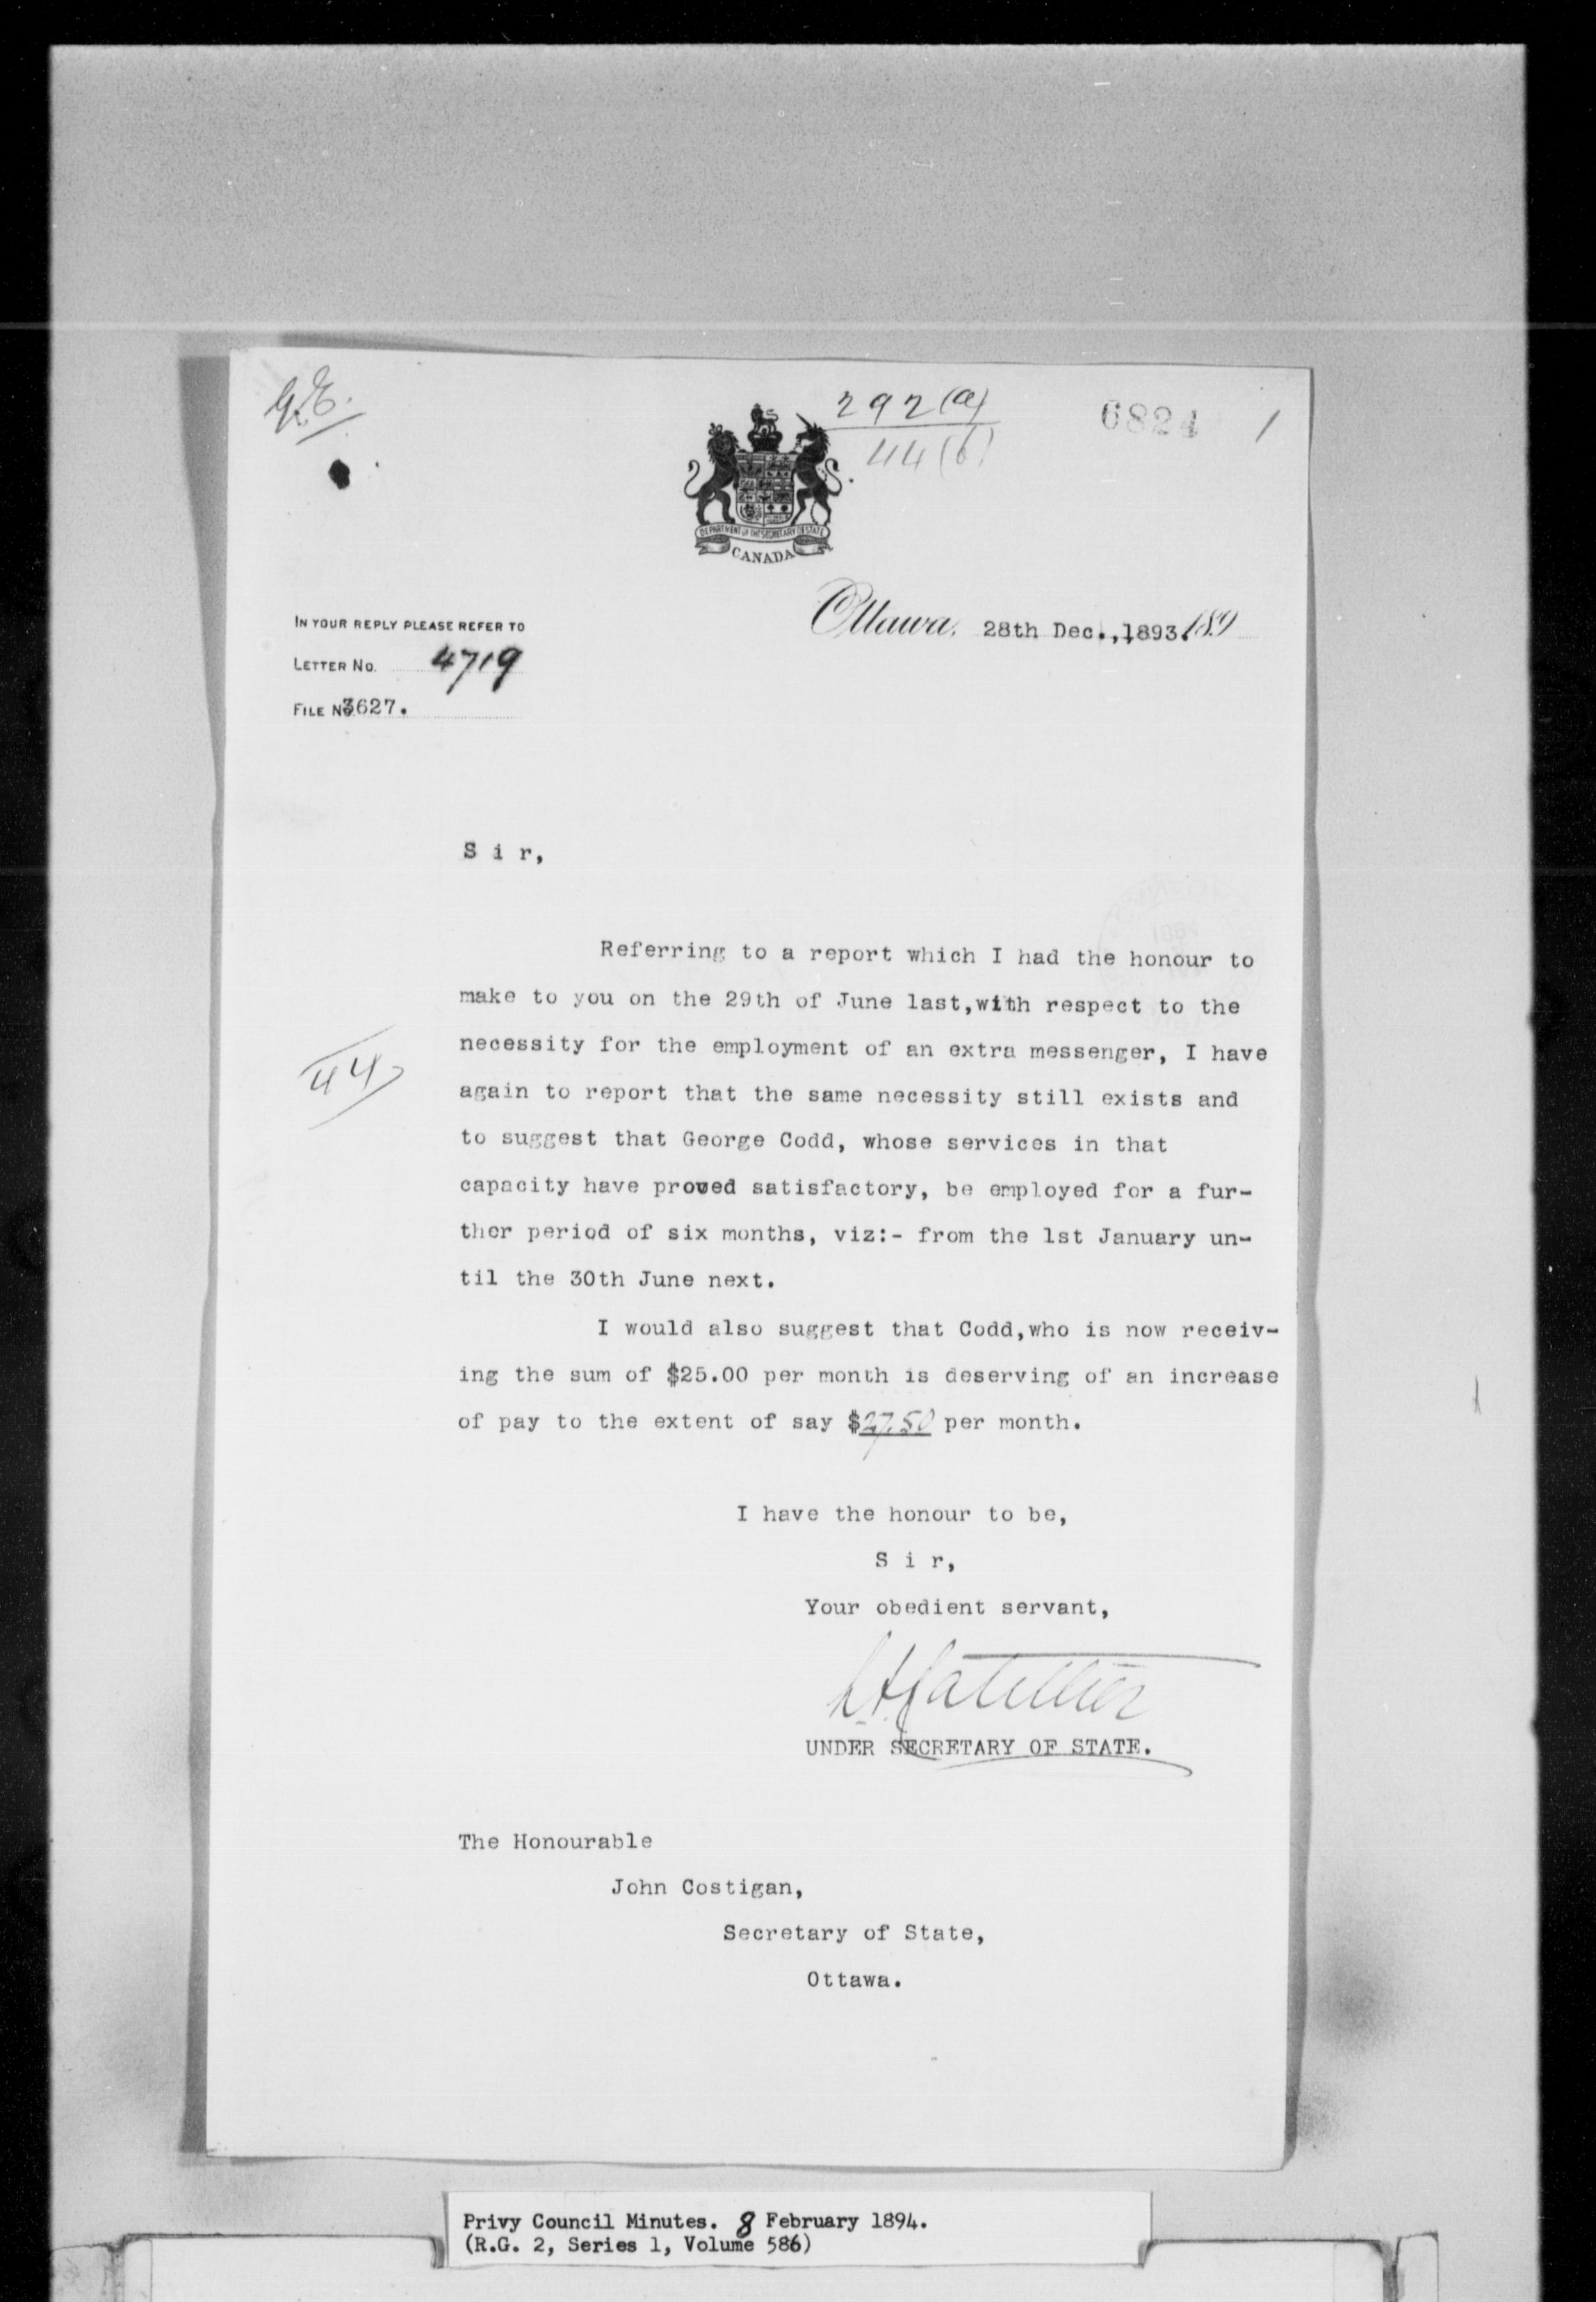 G.E.
292(a)
44(b)
6824
1
DEPARTMENT OF THE SECRETARY OF STATE
CANADA
Ottawa, 28th Dec.,1893. 189
IN YOUR REPLY PLEASE REFER TO
LETTER No. 4719
FILE No. 3627.
S i r,
Referring to a report which I had the honour to
make to you on the 29th of June last,with respect to the
44
necessity for the employment of an extra messenger, I have
again to report that the same necessity still exists and
to suggest that George Codd, whose services in that
capacity have proved satisfactory, be employed for a fur-
ther period of six months, viz:- from the 1st January un-
til the 30th June next.
I would also suggest that Codd,who is now receiv-
ing the sum of $25.00 per month is deserving of an increase
of pay to the extent of say $27.50 per month.
I have the honour to be,
S i r,
Your obedient servant,
UNDER SECRETARY OF STATE.
The Honourable
John Costigan,
Secretary of State,
Ottawa.
Privy Council Minutes. 8 February 1894.
(R.G. 2, Series 1, Volume 586)